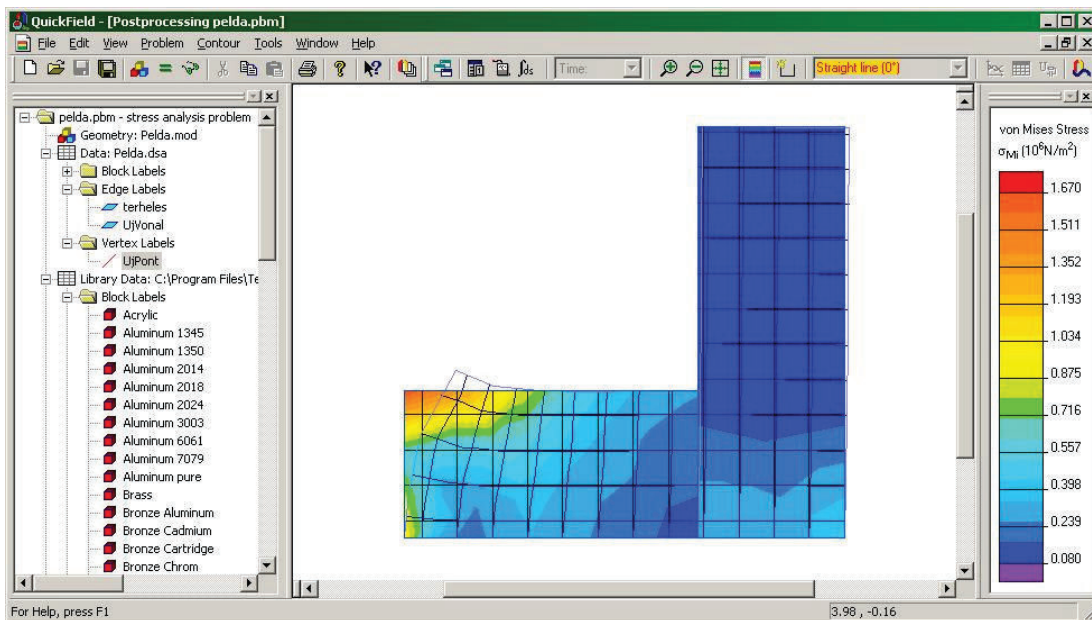 QuickField - [Postprocessing pelda.pbm]
File Edit View Problem Contour Tools Window Help
Time: Straight line (0°)
pelda.pbm - stress analysis problem
Geometry: Pelda.mod
Data: Pelda.dsa
Block Labels
Edge Labels
terheles
UjVonal
Vertex Labels
UjPont
Library Data: C:\Program Files\Te
Block Labels
Acrylic
Aluminum 1345
Aluminum 1350
Aluminum 2014
Aluminum 2018
Aluminum 2024
Aluminum 3003
Aluminum 6061
Aluminum 7079
Aluminum pure
Brass
Bronze Aluminum
Bronze Cadmium
Bronze Cartridge
Bronze Chrom
von Mises Stress
σMi (10⁶N/m²)
1.670
1.511
1.352
1.193
1.034
0.875
0.716
0.557
0.398
0.239
0.080
For Help, press F1
3.98 , -0.16